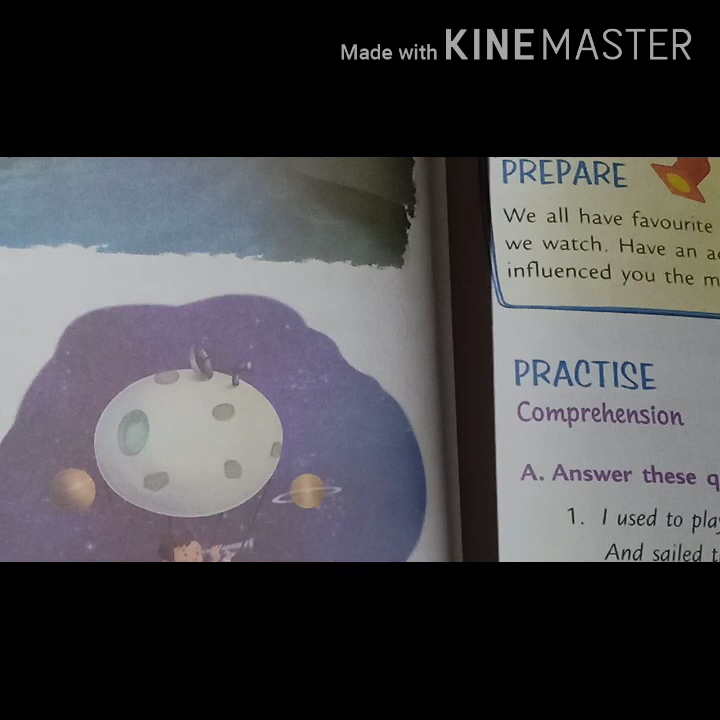 Made with KINEMASTER
PREPARE
We all have favourite
we watch. Have an
influenced you the
PRACTISE
Comprehension
A. Answer these
1. I used to
And sailed